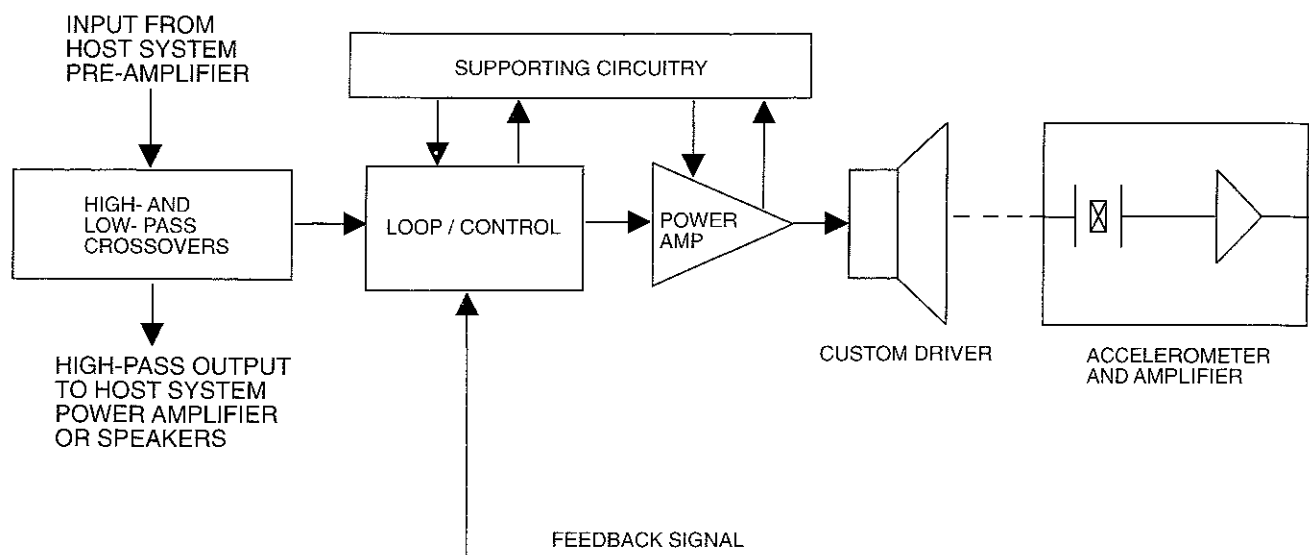 INPUT FROM
HOST SYSTEM
PRE-AMPLIFIER
SUPPORTING CIRCUITRY
HIGH- AND
LOW- PASS
CROSSOVERS
LOOP / CONTROL
POWER
AMP
CUSTOM DRIVER
ACCELEROMETER
AND AMPLIFIER
HIGH-PASS OUTPUT
TO HOST SYSTEM
POWER AMPLIFIER
OR SPEAKERS
FEEDBACK SIGNAL